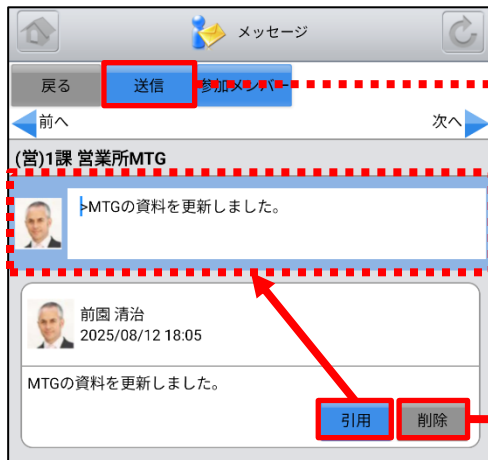 メッセージ
戻る 送信 参加メンバー
前へ 次へ
(営)1課 営業所MTG
>MTGの資料を更新しました。
前園 清治
2025/08/12 18:05
MTGの資料を更新しました。
引用 削除